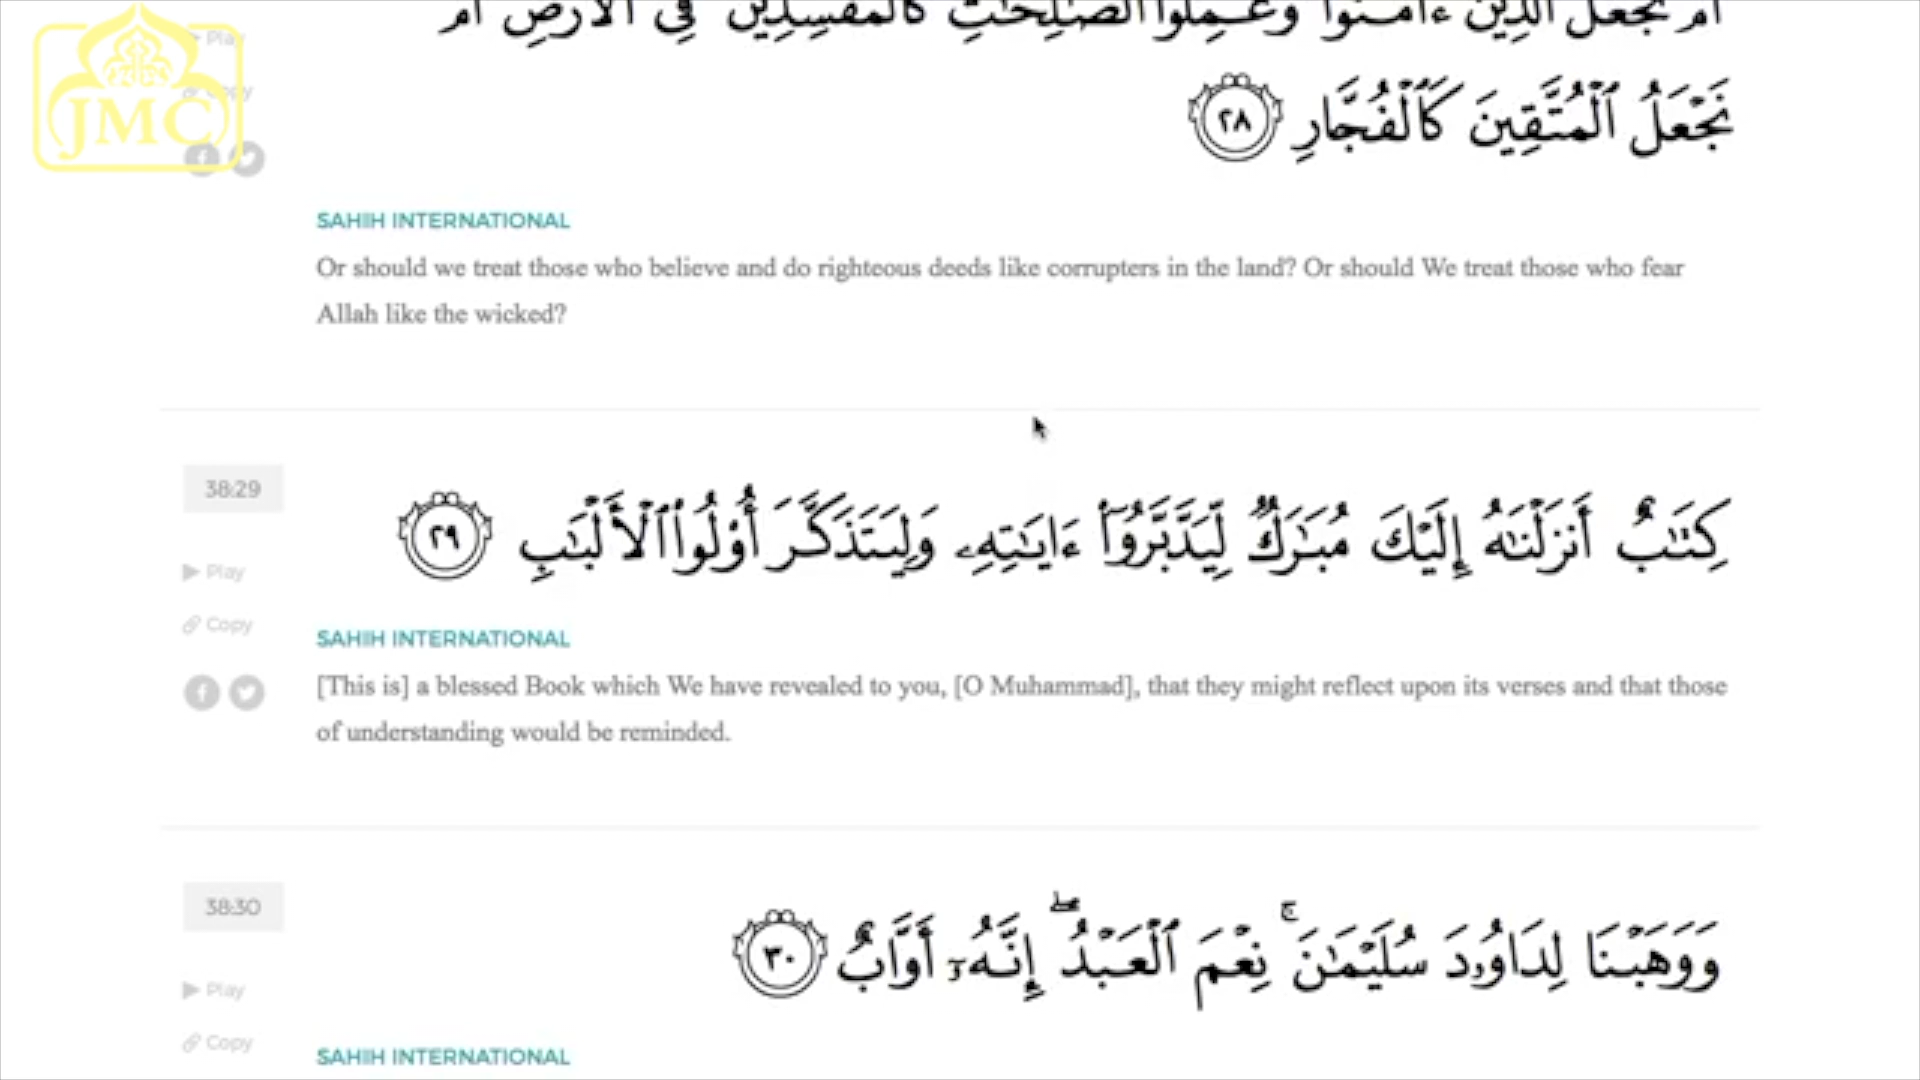 أَمْ نَجْعَلُ ٱلَّذِينَ ءَامَنُوا۟ وَعَمِلُوا۟ ٱلصَّٰلِحَٰتِ كَٱلْمُفْسِدِينَ فِى ٱلْأَرْضِ أَمْ
Play
نَجْعَلُ ٱلْمُتَّقِينَ كَٱلْفُجَّارِ ٢٨
Copy
JMC
SAHIH INTERNATIONAL
Or should we treat those who believe and do righteous deeds like corrupters in the land? Or should We treat those who fear
Allah like the wicked?
38:29
كِتَٰبٌ أَنزَلْنَٰهُ إِلَيْكَ مُبَٰرَكٌ لِّيَدَّبَّرُوٓا۟ ءَايَٰتِهِۦ وَلِيَتَذَكَّرَ أُو۟لُوا۟ ٱلْأَلْبَٰبِ ٢٩
Play
Copy
SAHIH INTERNATIONAL
[This is] a blessed Book which We have revealed to you, [O Muhammad], that they might reflect upon its verses and that those
of understanding would be reminded.
38:30
وَوَهَبْنَا لِدَاوُۥدَ سُلَيْمَٰنَ ۚ نِعْمَ ٱلْعَبْدُ ۖ إِنَّهُۥٓ أَوَّابٌ ٣٠
Play
Copy
SAHIH INTERNATIONAL